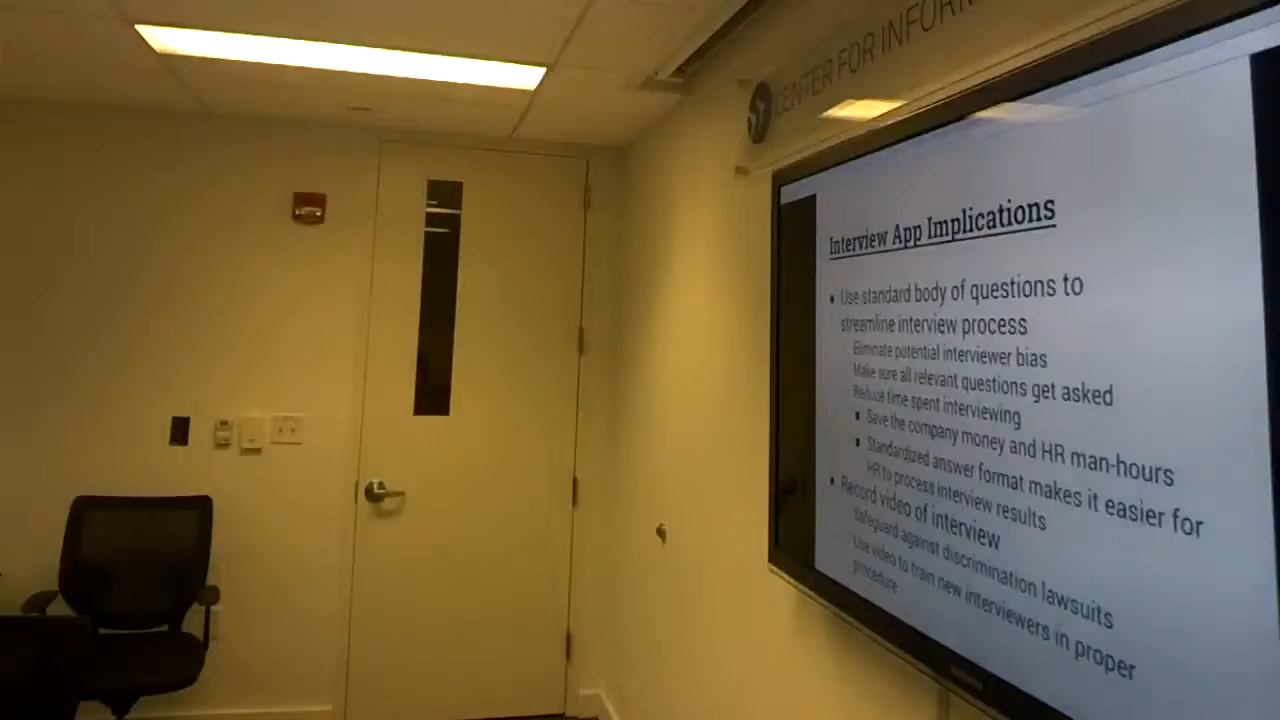 CENTER FOR INFORM
Interview App Implications
Use standard body of questions to
streamline interview process
Eliminate potential interviewer bias
Make sure all relevant questions get asked
Reduce time spent interviewing
Save the company money and HR man-hours
Standardized answer format makes it easier for
HR to process interview results
Record video of interview
Safeguard against discrimination lawsuits
Use video to train new interviewers in proper
procedure